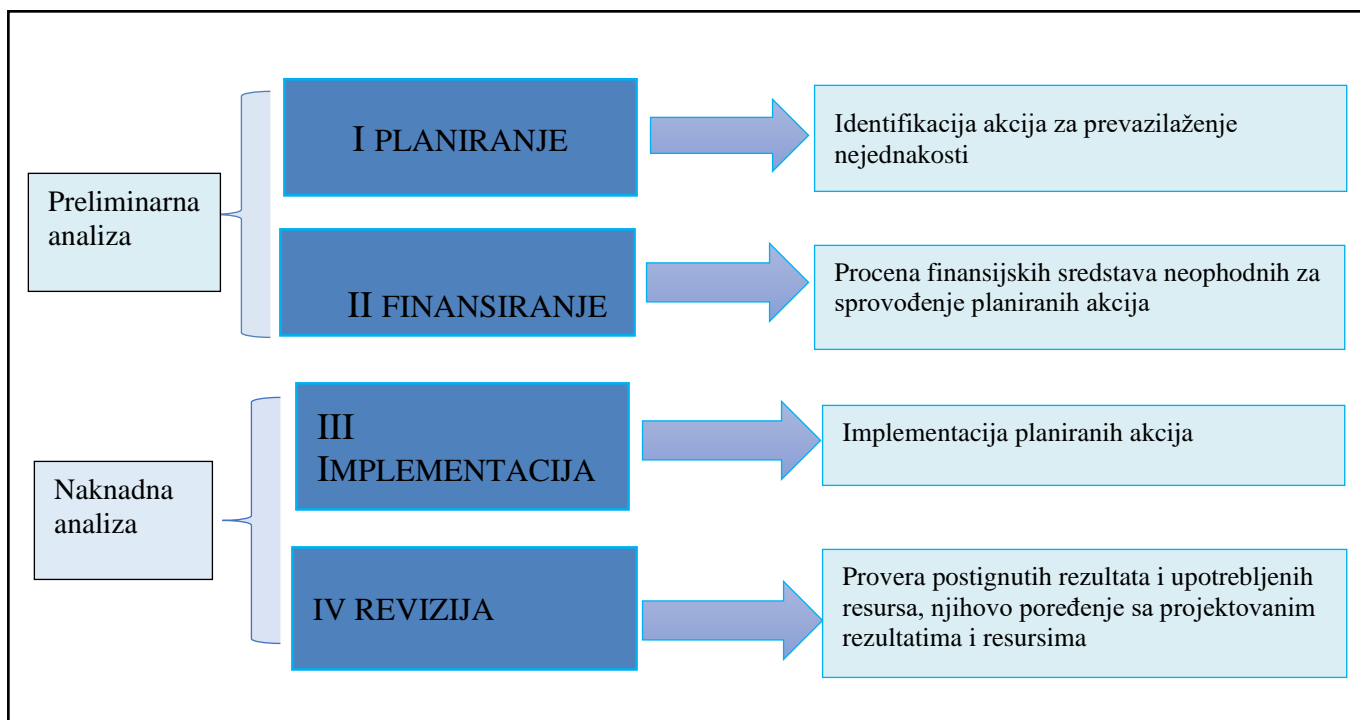 Preliminarna
analiza
I PLANIRANJE
Identifikacija akcija za prevazilaženje
nejednakosti
II FINANSIRANJE
Procena finansijskih sredstava neophodnih za
sprovođenje planiranih akcija
Naknadna
analiza
III
IMPLEMENTACIJA
Implementacija planiranih akcija
IV REVIZIJA
Provera postignutih rezultata i upotrebljenih
resursa, njihovo poređenje sa projektovanim
rezultatima i resursima